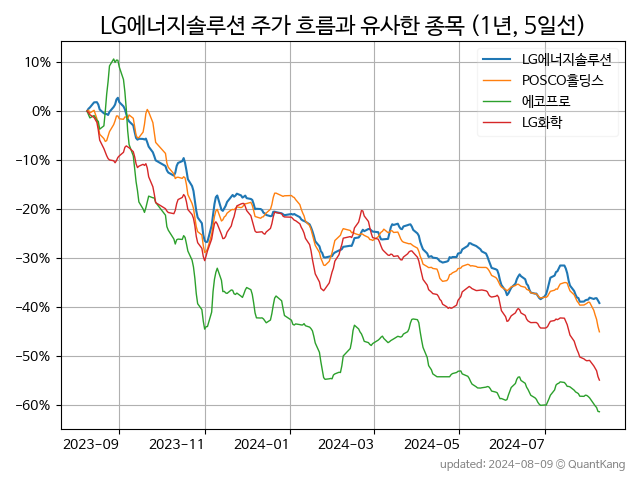 LG에너지솔루션 주가 흐름과 유사한 종목 (1년, 5일선)
LG에너지솔루션
POSCO홀딩스
에코프로
LG화학
10%
0%
−10%
−20%
−30%
−40%
−50%
−60%
2023-09 2023-11 2024-01 2024-03 2024-05 2024-07
updated: 2024-08-09 © QuantKang